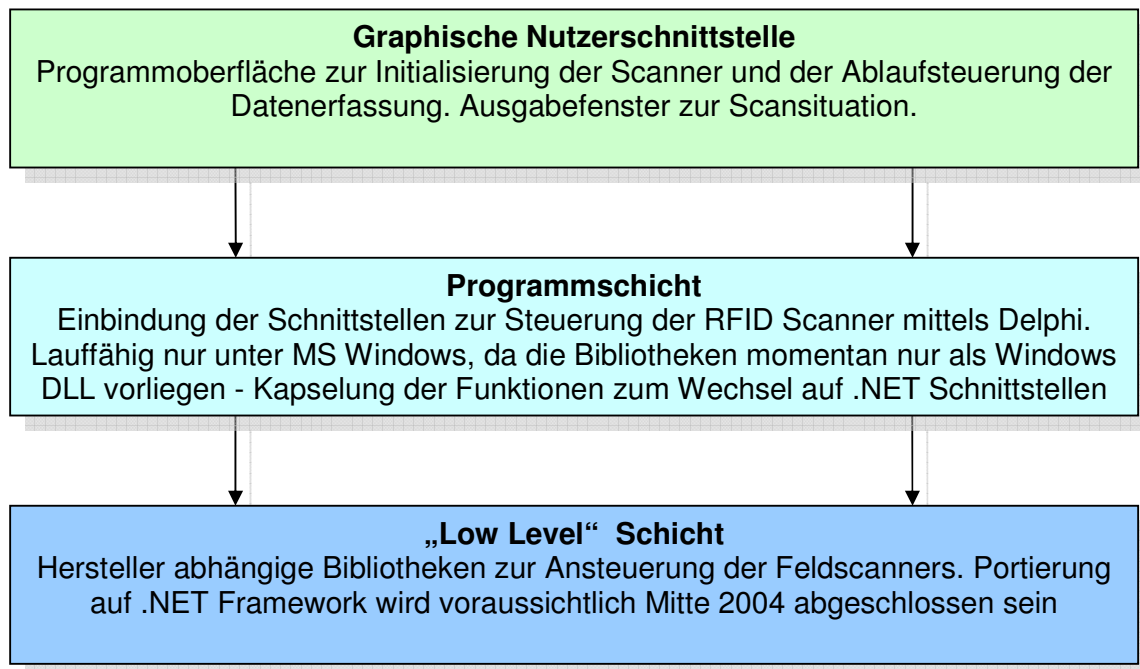 Graphische Nutzerschnittstelle
Programmoberfläche zur Initialisierung der Scanner und der Ablaufsteuerung der
Datenerfassung. Ausgabefenster zur Scansituation.
Programmschicht
Einbindung der Schnittstellen zur Steuerung der RFID Scanner mittels Delphi.
Lauffähig nur unter MS Windows, da die Bibliotheken momentan nur als Windows
DLL vorliegen - Kapselung der Funktionen zum Wechsel auf .NET Schnittstellen
„Low Level“ Schicht
Hersteller abhängige Bibliotheken zur Ansteuerung der Feldscanners. Portierung
auf .NET Framework wird voraussichtlich Mitte 2004 abgeschlossen sein